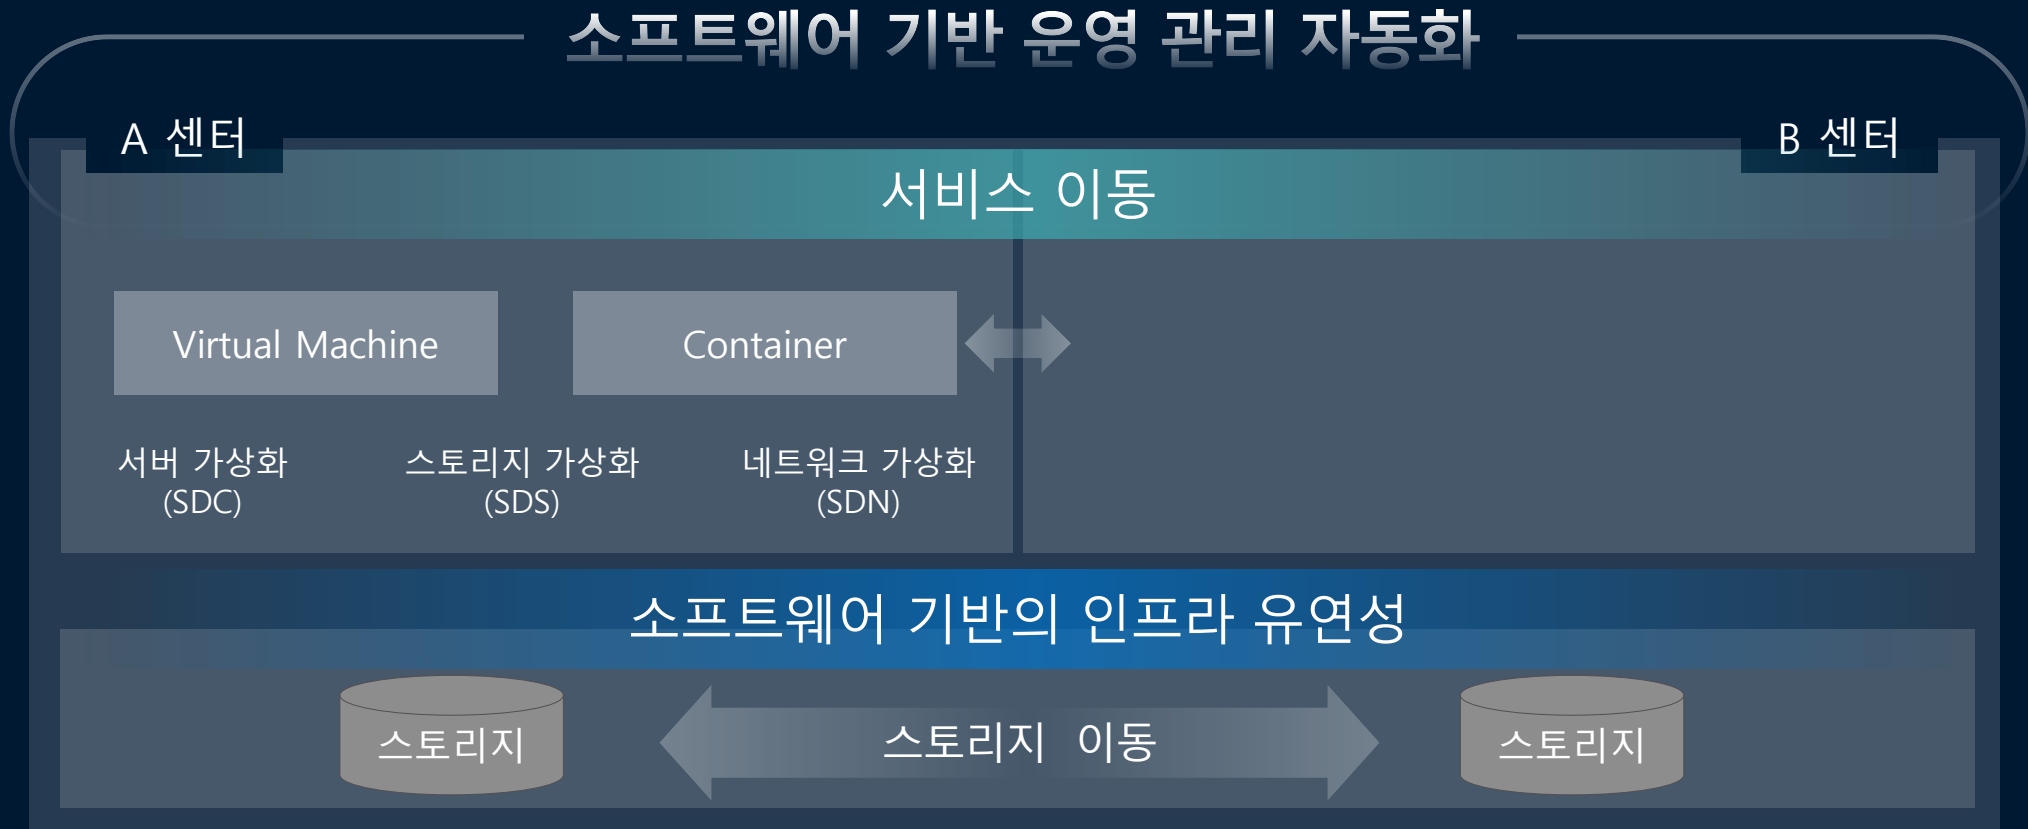 소프트웨어 기반 운영 관리 자동화
A 센터
B 센터
서비스 이동
Virtual Machine
Container
서버 가상화
(SDC)
스토리지 가상화
(SDS)
네트워크 가상화
(SDN)
소프트웨어 기반의 인프라 유연성
스토리지
스토리지 이동
스토리지